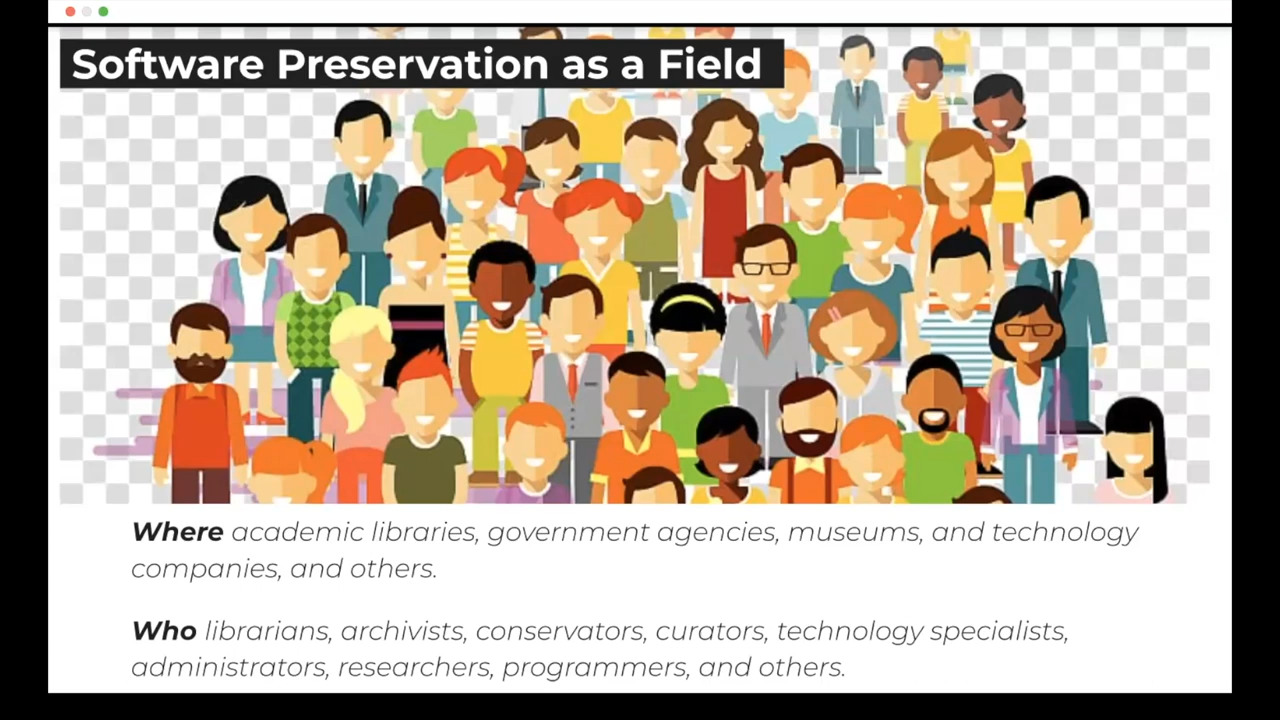 Software Preservation as a Field
Where academic libraries, government agencies, museums, and technology
companies, and others.
Who librarians, archivists, conservators, curators, technology specialists,
administrators, researchers, programmers, and others.